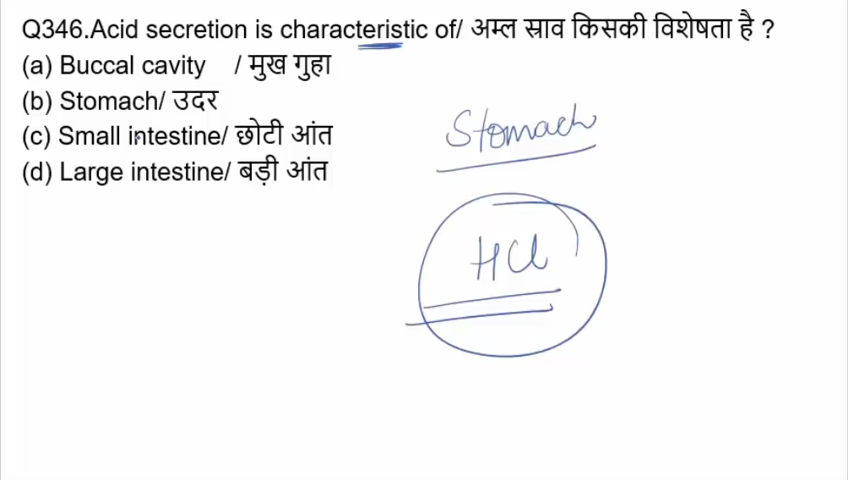 Q346.Acid secretion is characteristic of/ अम्ल स्राव किसकी विशेषता है ?
(a) Buccal cavity / मुख गुहा
(b) Stomach/ उदर
(c) Small intestine/ छोटी आंत
(d) Large intestine/ बड़ी आंत
Stomach
HCl